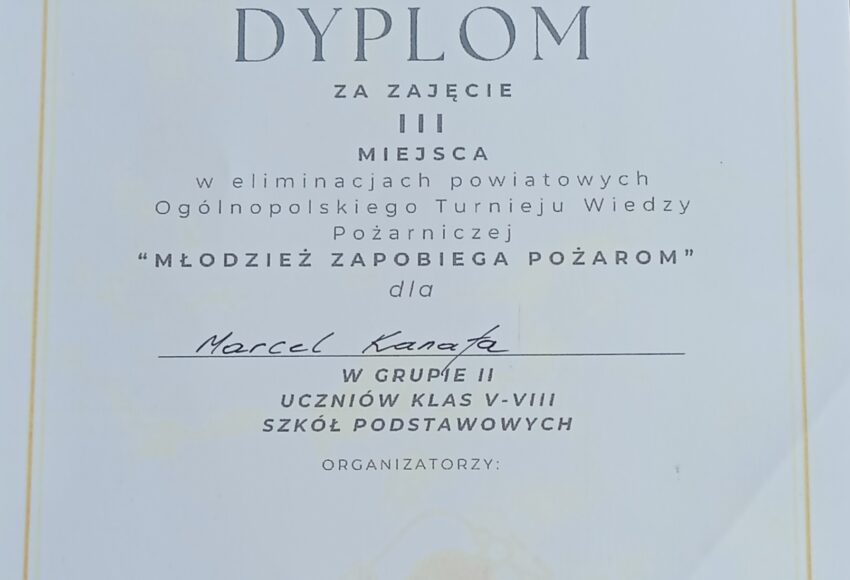 DYPLOM
ZA ZAJĘCIE
III
MIEJSCA
w eliminacjach powiatowych
Ogólnopolskiego Turnieju Wiedzy
Pożarniczej
“MŁODZIEŻ ZAPOBIEGA POŻAROM”
dla
Marcel Kanafa
W GRUPIE II
UCZNIÓW KLAS V-VIII
SZKÓŁ PODSTAWOWYCH
ORGANIZATORZY: